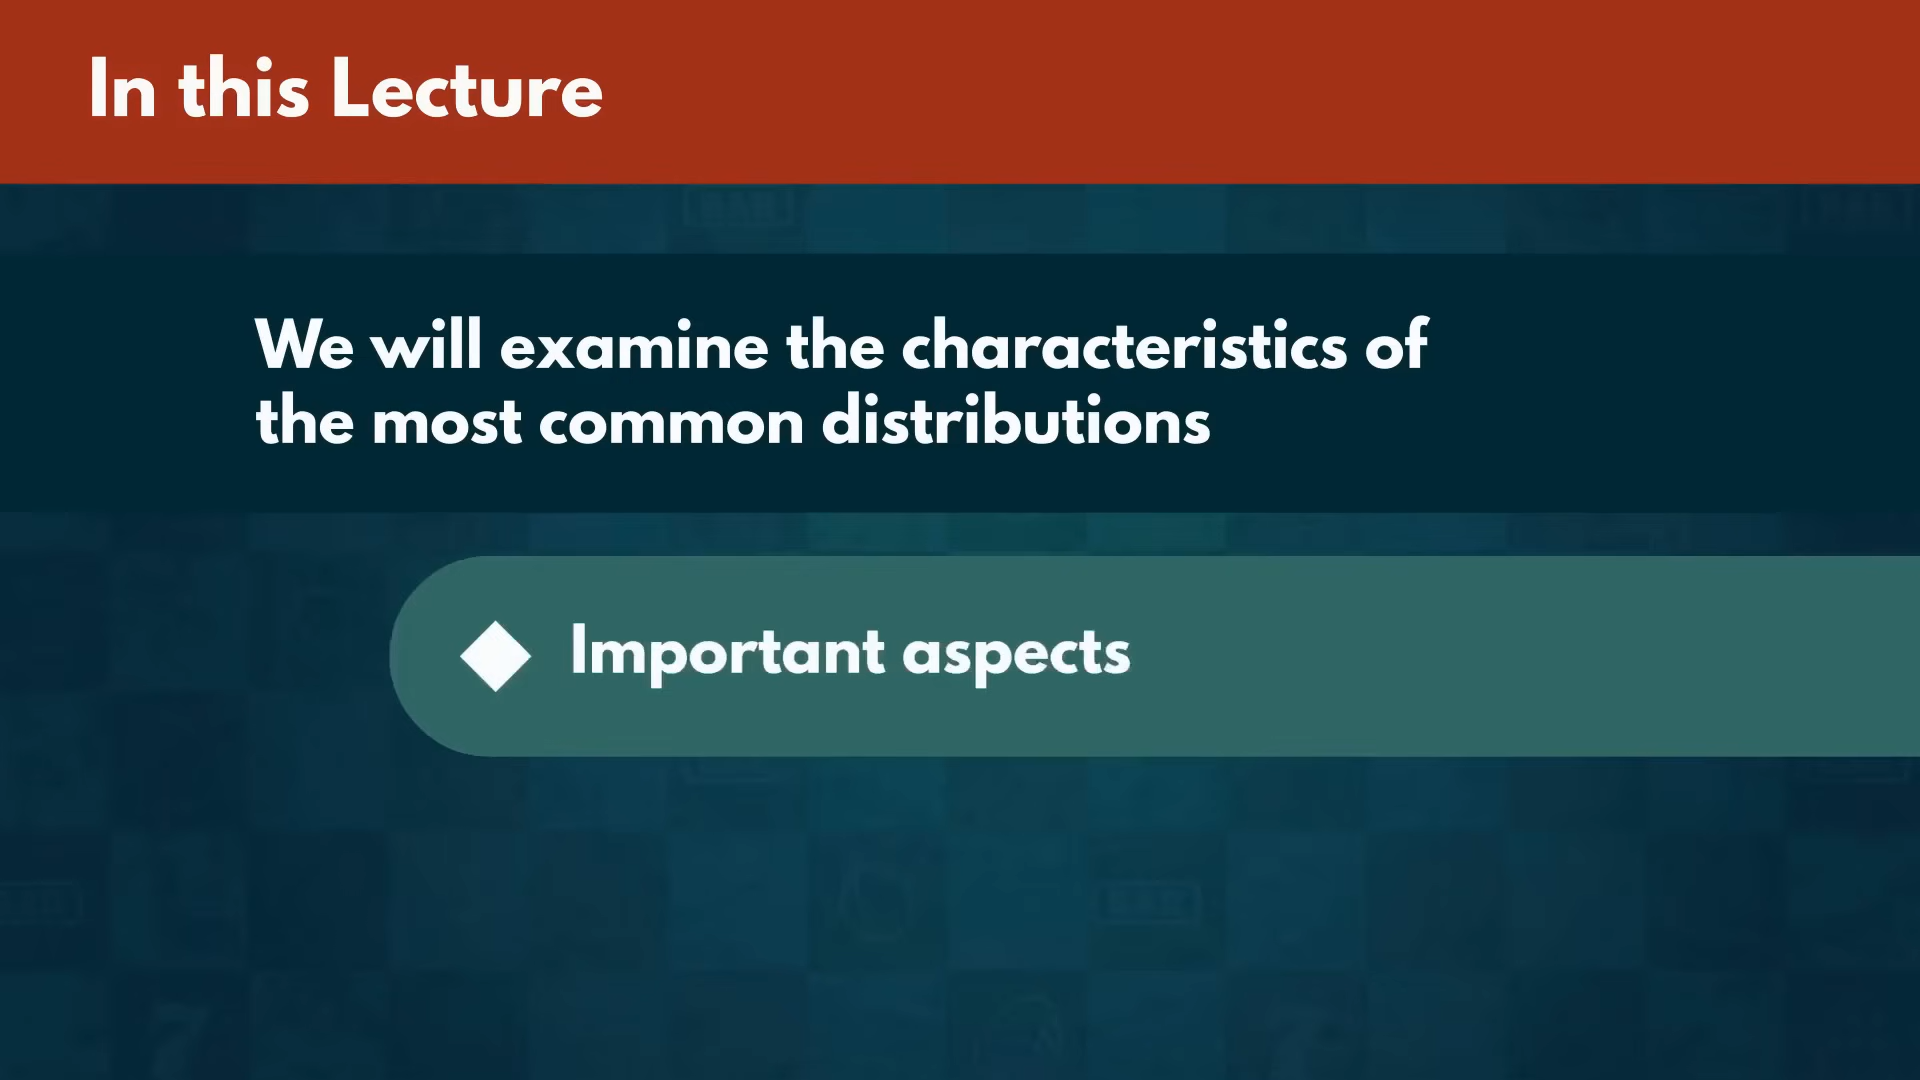 In this Lecture
We will examine the characteristics of
the most common distributions
Important aspects